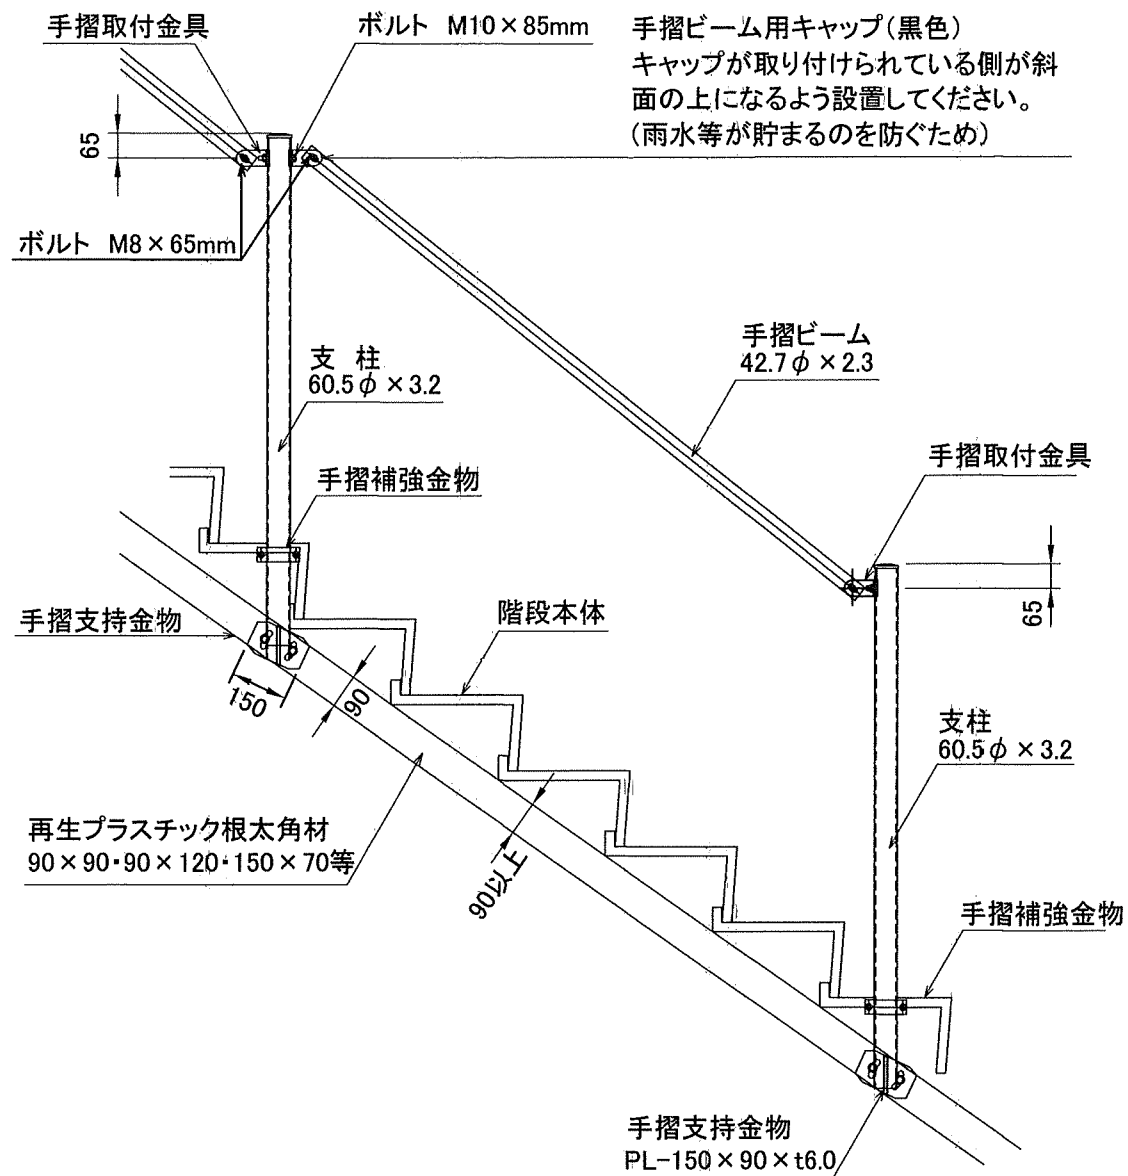 手摺取付金具
ボルト M10×85mm
手摺ビーム用キャップ(黒色)
キャップが取り付けられている側が斜
面の上になるよう設置してください。
(雨水等が貯まるのを防ぐため)
65
ボルト M8×65mm
手摺ビーム
42.7φ×2.3
支 柱
60.5φ×3.2
手摺取付金具
手摺補強金物
65
階段本体
手摺支持金物
150
90
支柱
60.5φ×3.2
再生プラスチック根太角材
90×90・90×120・150×70等
90以上
手摺補強金物
手摺支持金物
PL-150×90×t6.0